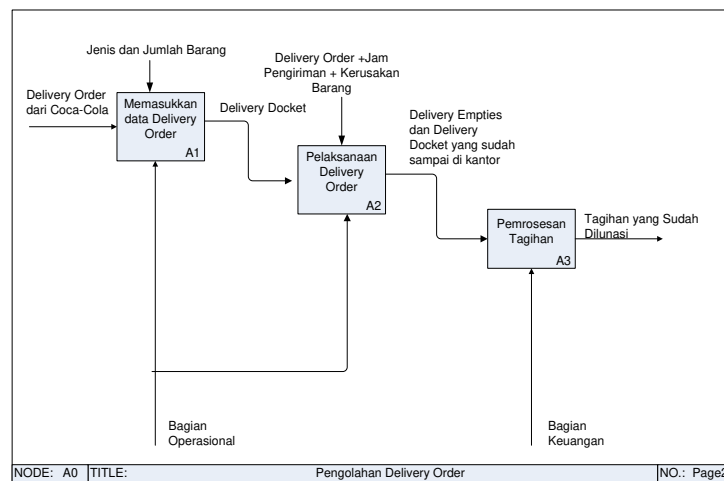 Jenis dan Jumlah Barang
Delivery Order
dari Coca-Cola
Memasukkan
data Delivery
Order
A1
Delivery Docket
Delivery Order +Jam
Pengiriman + Kerusakan
Barang
Pelaksanaan
Delivery
Order
A2
Delivery Empties
dan Delivery
Docket yang sudah
sampai di kantor
Pemrosesan
Tagihan
A3
Tagihan yang Sudah
Dilunasi
Bagian
Operasional
Bagian
Keuangan
NODE: A0 TITLE: Pengolahan Delivery Order NO.: Page2